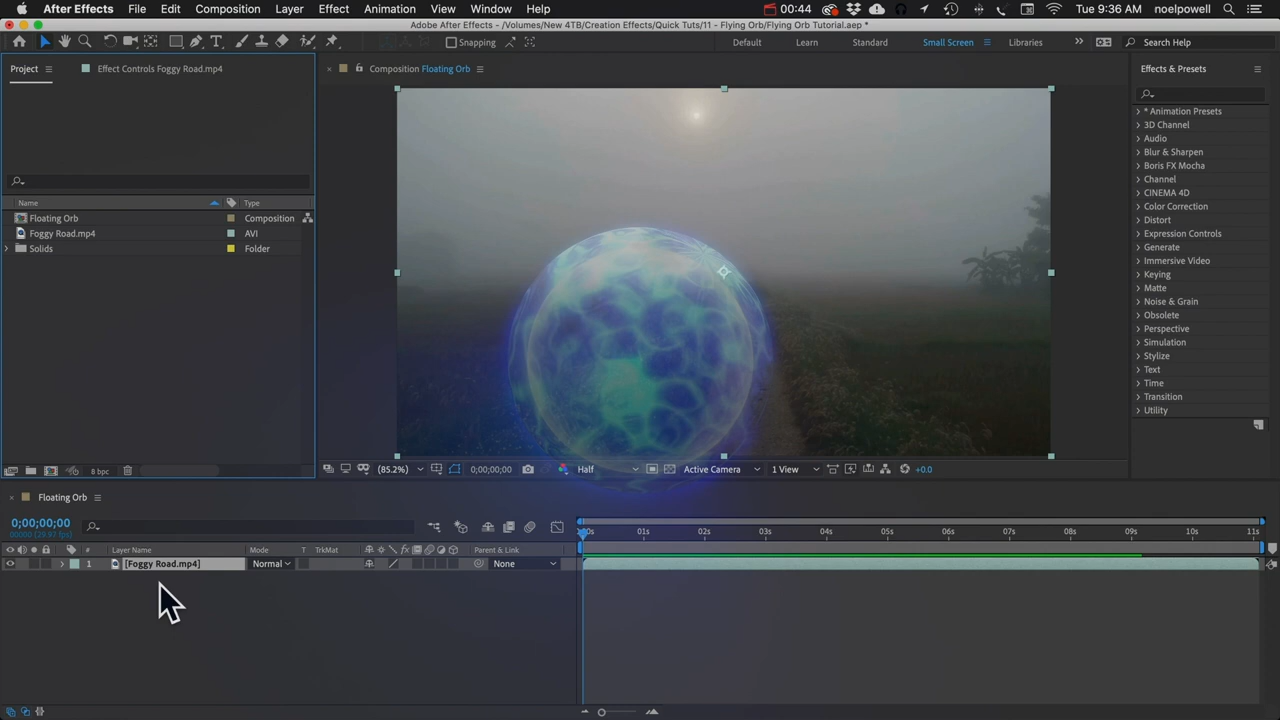 After Effects File Edit Composition Layer Effect Animation View Window Help 00:44 Tue 9:36 AM noelpowell
Adobe After Effects - /Volumes/New 4TB/Creation Effects/Quick Tuts/11 - Flying Orb/Flying Orb Tutorial.aep *
Snapping Default Learn Standard Small Screen Libraries Search Help
Project Effect Controls Foggy Road.mp4 Composition Floating Orb Effects & Presets
* Animation Presets
3D Channel
Audio
Blur & Sharpen
Boris FX Mocha
Channel
CINEMA 4D
Color Correction
Distort
Expression Controls
Generate
Immersive Video
Keying
Matte
Noise & Grain
Obsolete
Perspective
Simulation
Stylize
Text
Time
Transition
Utility
Name Type
Floating Orb Composition
Foggy Road.mp4 AVI
Solids Folder
8 bpc (85.2%) 0;00;00;00 Half Active Camera 1 View +0.0
Floating Orb
0;00;00;00
00000 (29.97 fps)
:00s 01s 02s 03s 04s 05s 06s 07s 08s 09s 10s 11s
# Layer Name Mode T TrkMat Parent & Link
1 [Foggy Road.mp4] Normal None